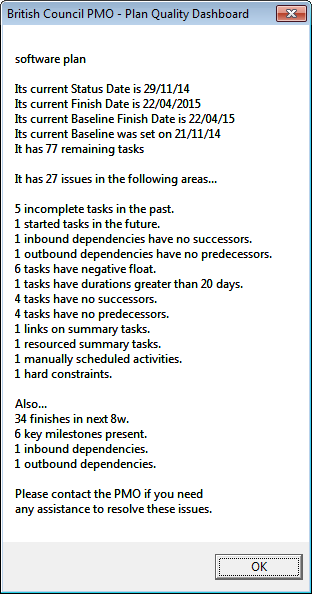 British Council PMO - Plan Quality Dashboard
software plan
Its current Status Date is 29/11/14
Its current Finish Date is 22/04/2015
Its current Baseline Finish Date is 22/04/15
Its current Baseline was set on 21/11/14
It has 77 remaining tasks
It has 27 issues in the following areas...
5 incomplete tasks in the past.
1 started tasks in the future.
1 inbound dependencies have no successors.
1 outbound dependencies have no predecessors.
6 tasks have negative float.
1 tasks have durations greater than 20 days.
4 tasks have no successors.
4 tasks have no predecessors.
1 links on summary tasks.
1 resourced summary tasks.
1 manually scheduled activities.
1 hard constraints.
Also...
34 finishes in next 8w.
6 key milestones present.
1 inbound dependencies.
1 outbound dependencies.
Please contact the PMO if you need
any assistance to resolve these issues.
OK